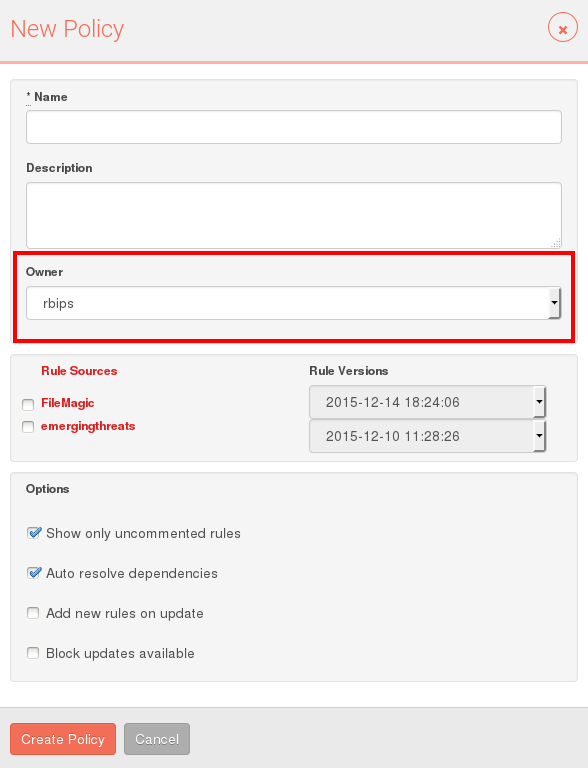 New Policy
* Name
Description
Owner
rbips
Rule Sources Rule Versions
FileMagic 2015-12-14 18:24:06
emergingthreats 2015-12-10 11:28:26
Options
Show only uncommented rules
Auto resolve dependencies
Add new rules on update
Block updates available
Create Policy Cancel